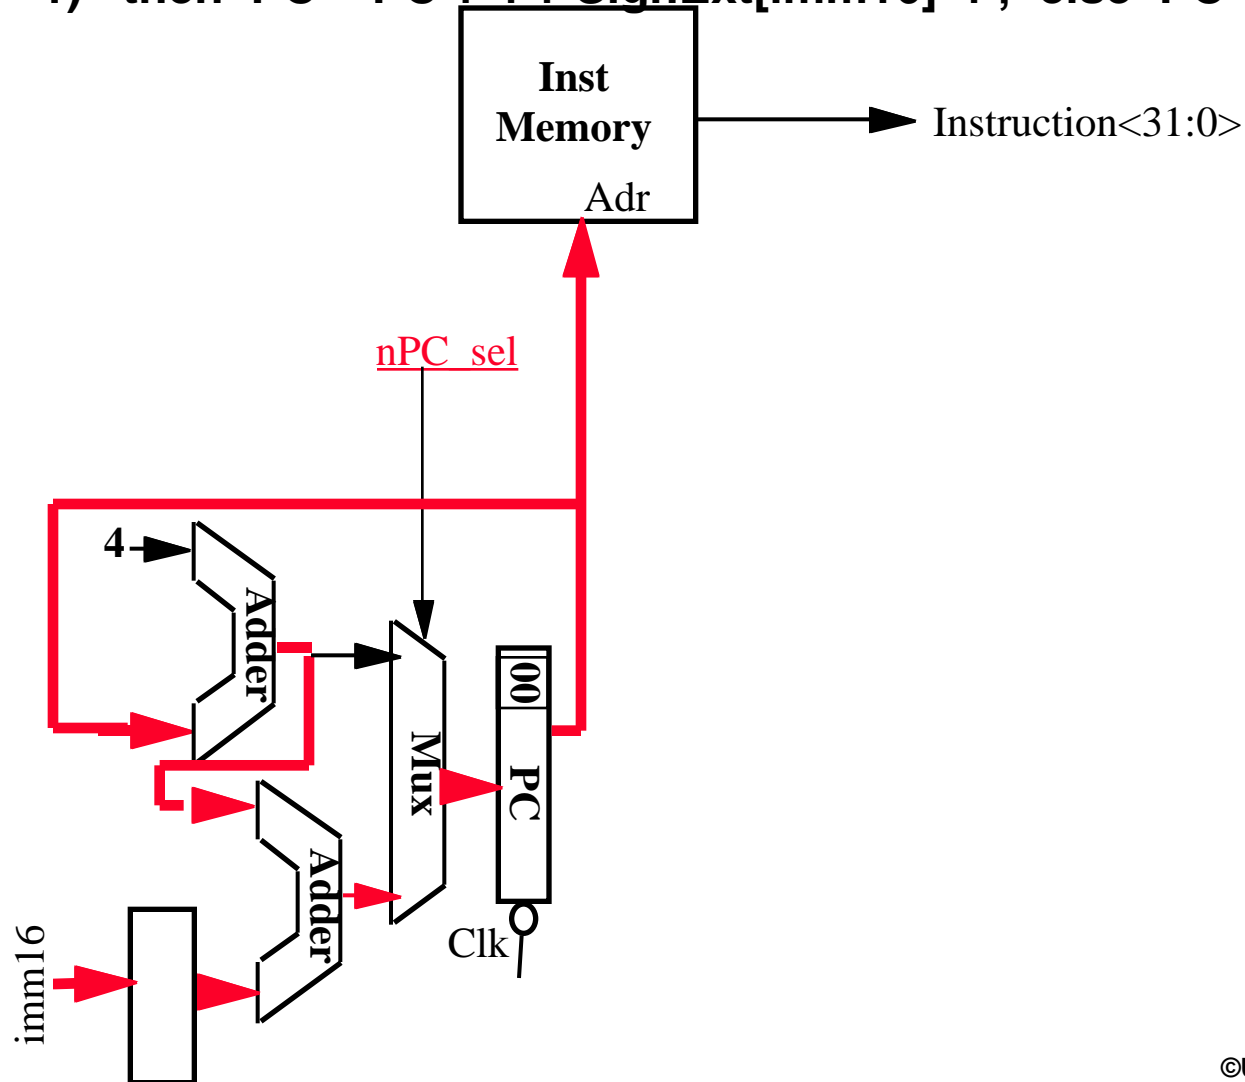 Inst
Memory
Adr
Instruction<31:0>
nPC_sel
4
Adder
00
Mux
PC
Adder
Clk
imm16